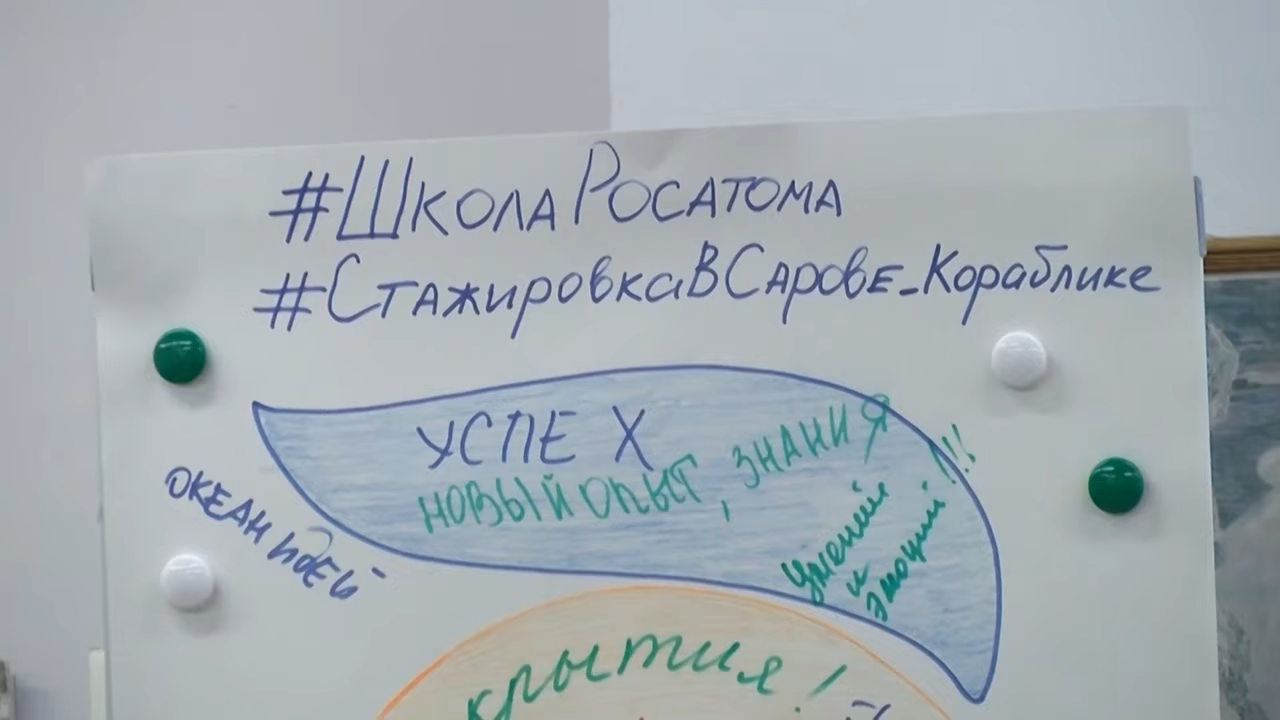 #ШколаРосатома
#СтажировкаВСарове_Кораблике
УСПЕХ
НОВЫЙ ОПЫТ, ЗНАНИЯ
Умений
и
эмоций!!!
ОКЕАН ИДЕЙ
крытия!